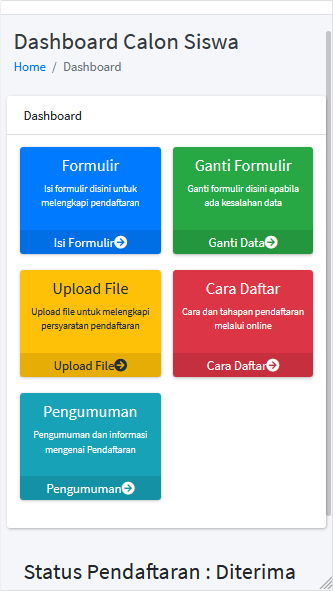 Dashboard Calon Siswa
Home / Dashboard
Dashboard
Formulir
Isi formulir disini untuk
melengkapi pendaftaran
Isi Formulir
Ganti Formulir
Ganti formulir disini apabila
ada kesalahan data
Ganti Data
Upload File
Upload file untuk melengkapi
persyaratan pendaftaran
Upload File
Cara Daftar
Cara dan tahapan pendaftaran
melalui online
Cara Daftar
Pengumuman
Pengumuman dan informasi
mengenai Pendaftaran
Pengumuman
Status Pendaftaran : Diterima